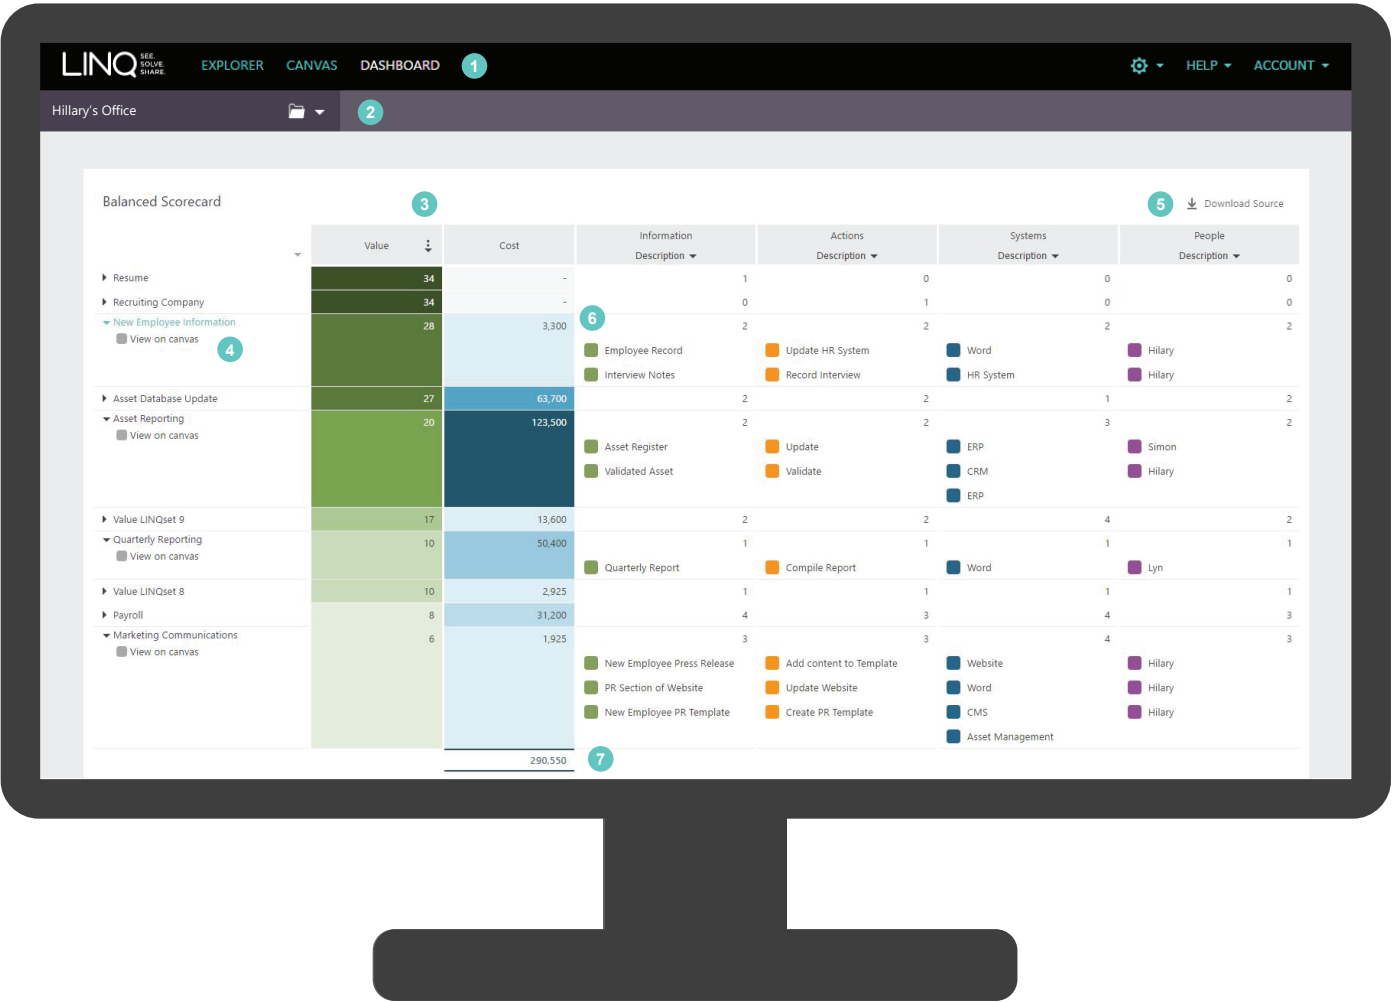 LINQ SEE. SOLVE. SHARE. EXPLORER CANVAS DASHBOARD 1 HELP ACCOUNT
Hillary's Office 2
Balanced Scorecard 3 5 Download Source
Value Cost Information Actions Systems People
Description Description Description Description
Resume 34 - 1 0 0 0
Recruiting Company 34 - 0 1 0 0
New Employee Information 28 3,300 6 2 2 2 2
View on canvas 4
Employee Record Update HR System Word Hilary
Interview Notes Record Interview HR System Hilary
Asset Database Update 27 63,700 2 2 1 2
Asset Reporting 20 123,500 2 2 3 2
View on canvas
Asset Register Update ERP Simon
Validated Asset Validate CRM Hilary
ERP
Value LINQset 9 17 13,600 2 2 4 2
Quarterly Reporting 10 50,400 1 1 1 1
View on canvas
Quarterly Report Compile Report Word Lyn
Value LINQset 8 10 2,925 1 1 1 1
Payroll 8 31,200 4 3 4 3
Marketing Communications 6 1,925 3 3 4 3
View on canvas
New Employee Press Release Add content to Template Website Hilary
PR Section of Website Update Website Word Hilary
New Employee PR Template Create PR Template CMS Hilary
Asset Management
290,550 7